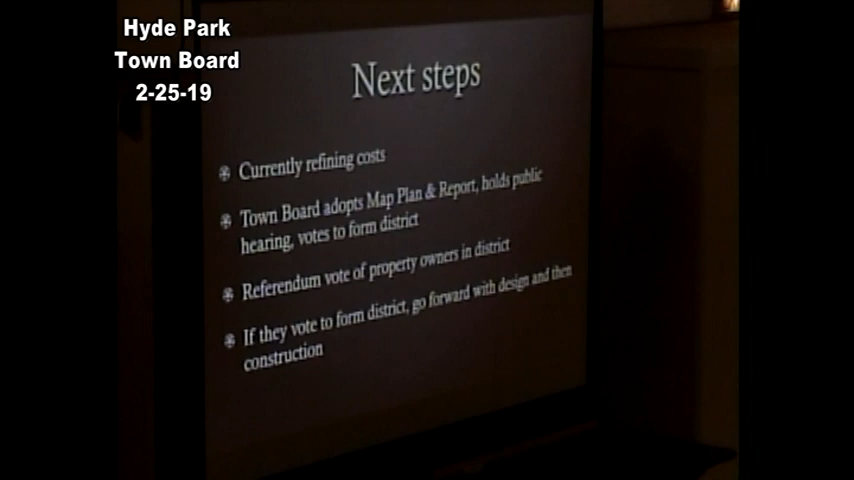 Hyde Park
Town Board
2-25-19
Next steps
Currently refining costs
Town Board adopts Map Plan & Report, holds public
hearing, votes to form district
Referendum vote of property owners in district
If they vote to form district, go forward with design and then
construction